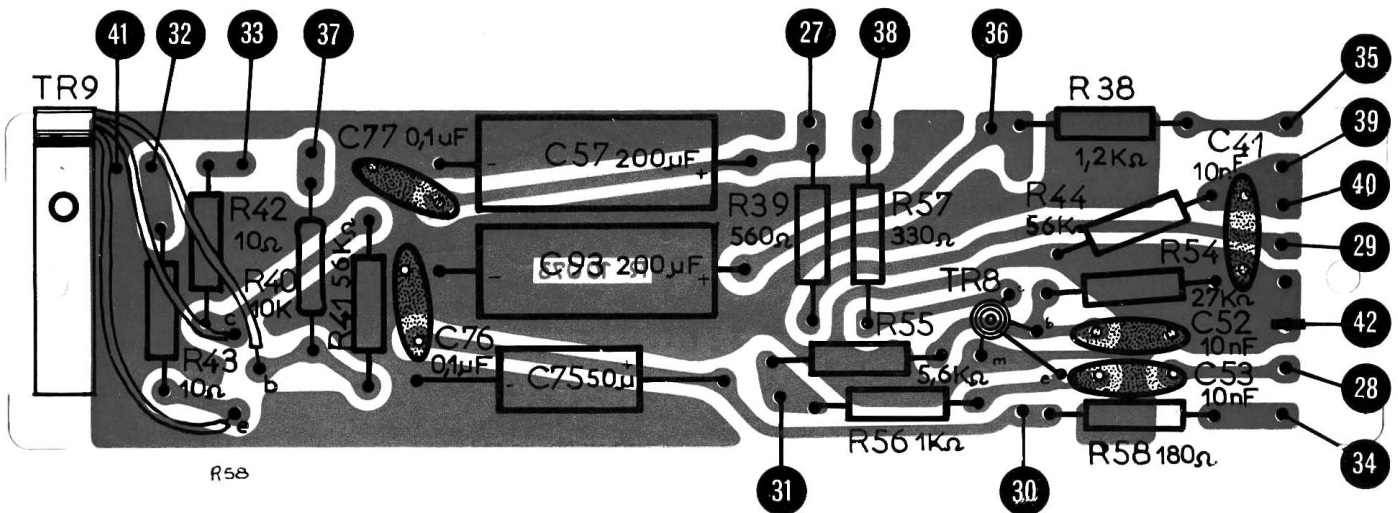 41 32 33 37 27 38 36 35
TR9
R38
1,2KΩ
C77 0,1uF
C57 200µF
- +
C41
10nF
39
40
R42
10Ω
R40
10K
R41 56KΩ
R39
560Ω
R57
330Ω
R44
56K
29
C93 200µF
- +
R54
27KΩ
TR8
c
b
m
e
42
R43
10Ω
c
b
e
C76
0,1µF
C75 50µ
- +
R55
5,6KΩ
C52
10nF
C53
10nF
28
R56 1KΩ
R58 180Ω
34
R58
31
30